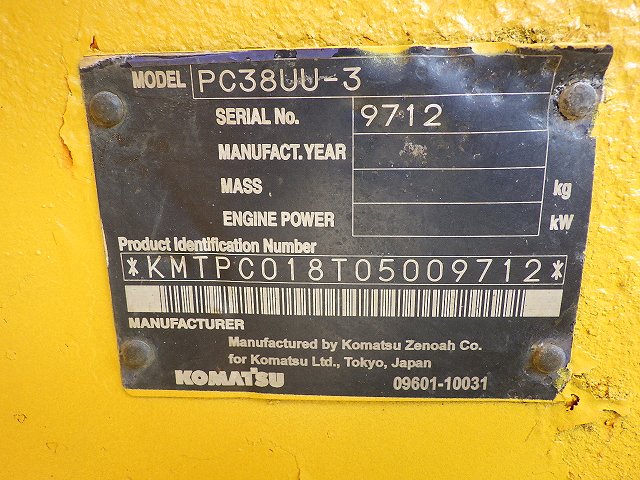 MODEL PC38UU-3
SERIAL No. 9712
MANUFACT. YEAR
MASS kg
ENGINE POWER kW
Product Identification Number
*KMTPC018T05009712*
MANUFACTURER
Manufactured by Komatsu Zenoah Co.
for Komatsu Ltd., Tokyo, Japan
KOMATSU 09601-10031